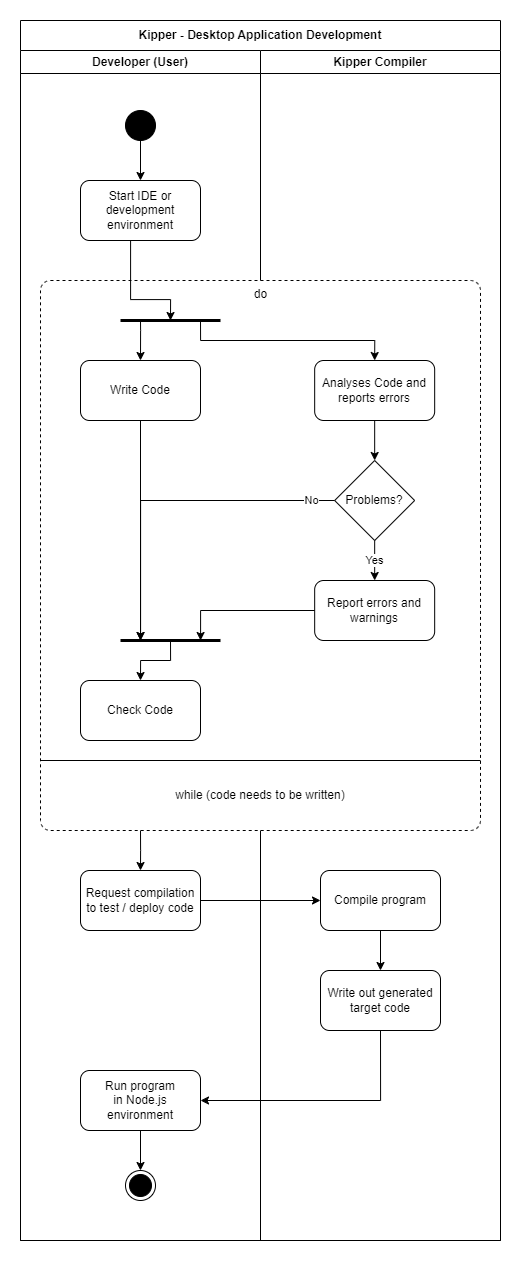 Kipper - Desktop Application Development
Developer (User)
Kipper Compiler
Start IDE or
development
environment
do
Write Code
Analyses Code and
reports errors
No
Problems?
Yes
Report errors and
warnings
Check Code
while (code needs to be written)
Request compilation
to test / deploy code
Compile program
Write out generated
target code
Run program
in Node.js
environment